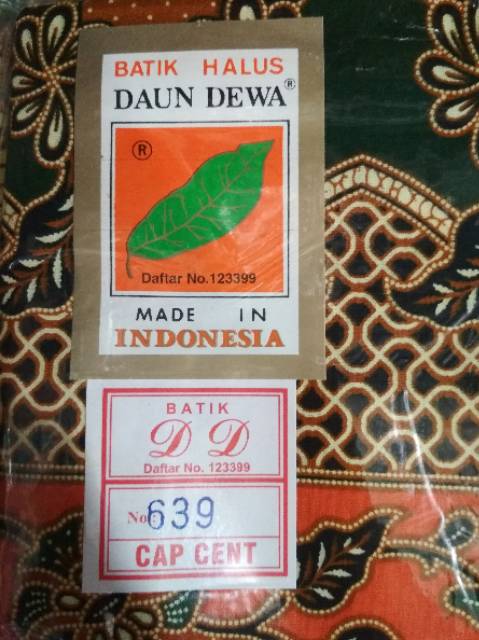 BATIK HALUS
DAUN DEWA®
®
Daftar No.123399
MADE IN
INDONESIA
BATIK
D D
Daftar No. 123399
No. 639
CAP CENT